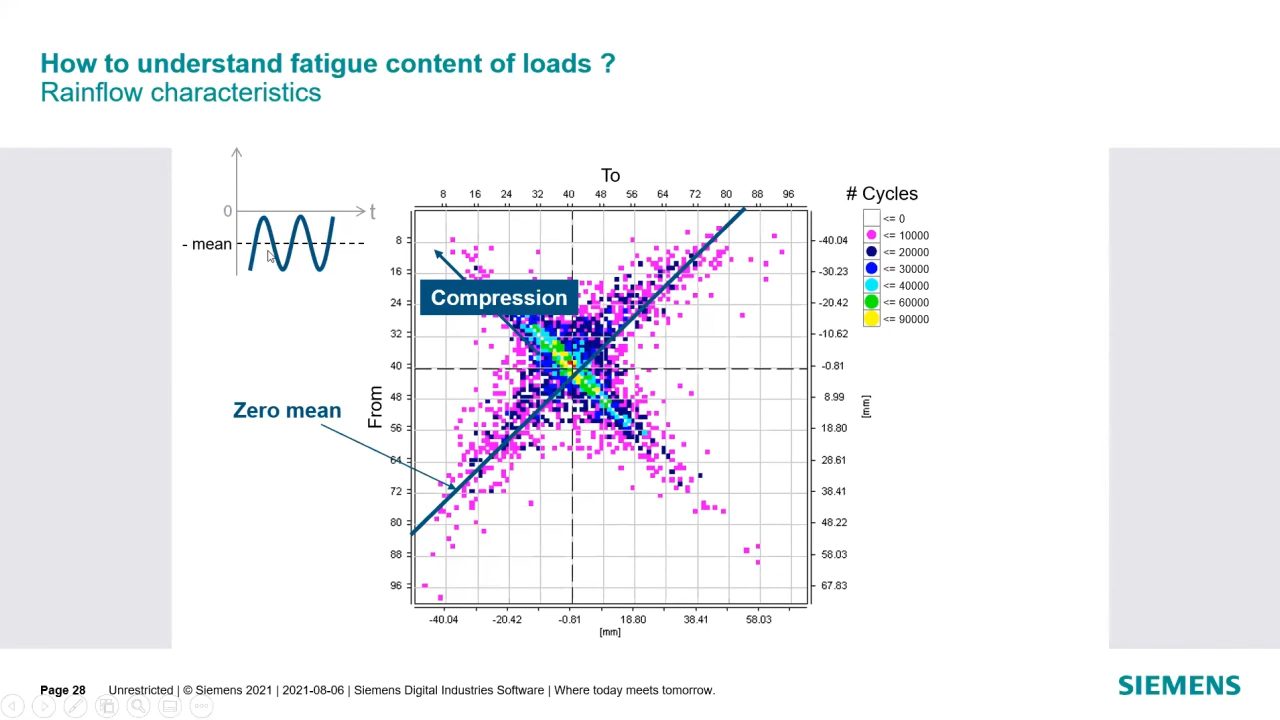 How to understand fatigue content of loads ?
Rainflow characteristics
0
t
- mean
To
8 16 24 32 40 48 56 64 72 80 88 96
8
16
24
32
40
48
56
64
72
80
88
96
From
Compression
Zero mean
-40.04
-30.23
-20.42
-10.62
-0.81
8.99
18.80
28.61
38.41
48.22
58.03
67.83
[mm]
-40.04 -20.42 -0.81 18.80 38.41 58.03
[mm]
# Cycles
<= 0
<= 10000
<= 20000
<= 30000
<= 40000
<= 60000
<= 90000
Page 28 Unrestricted | © Siemens 2021 | 2021-08-06 | Siemens Digital Industries Software | Where today meets tomorrow.
SIEMENS